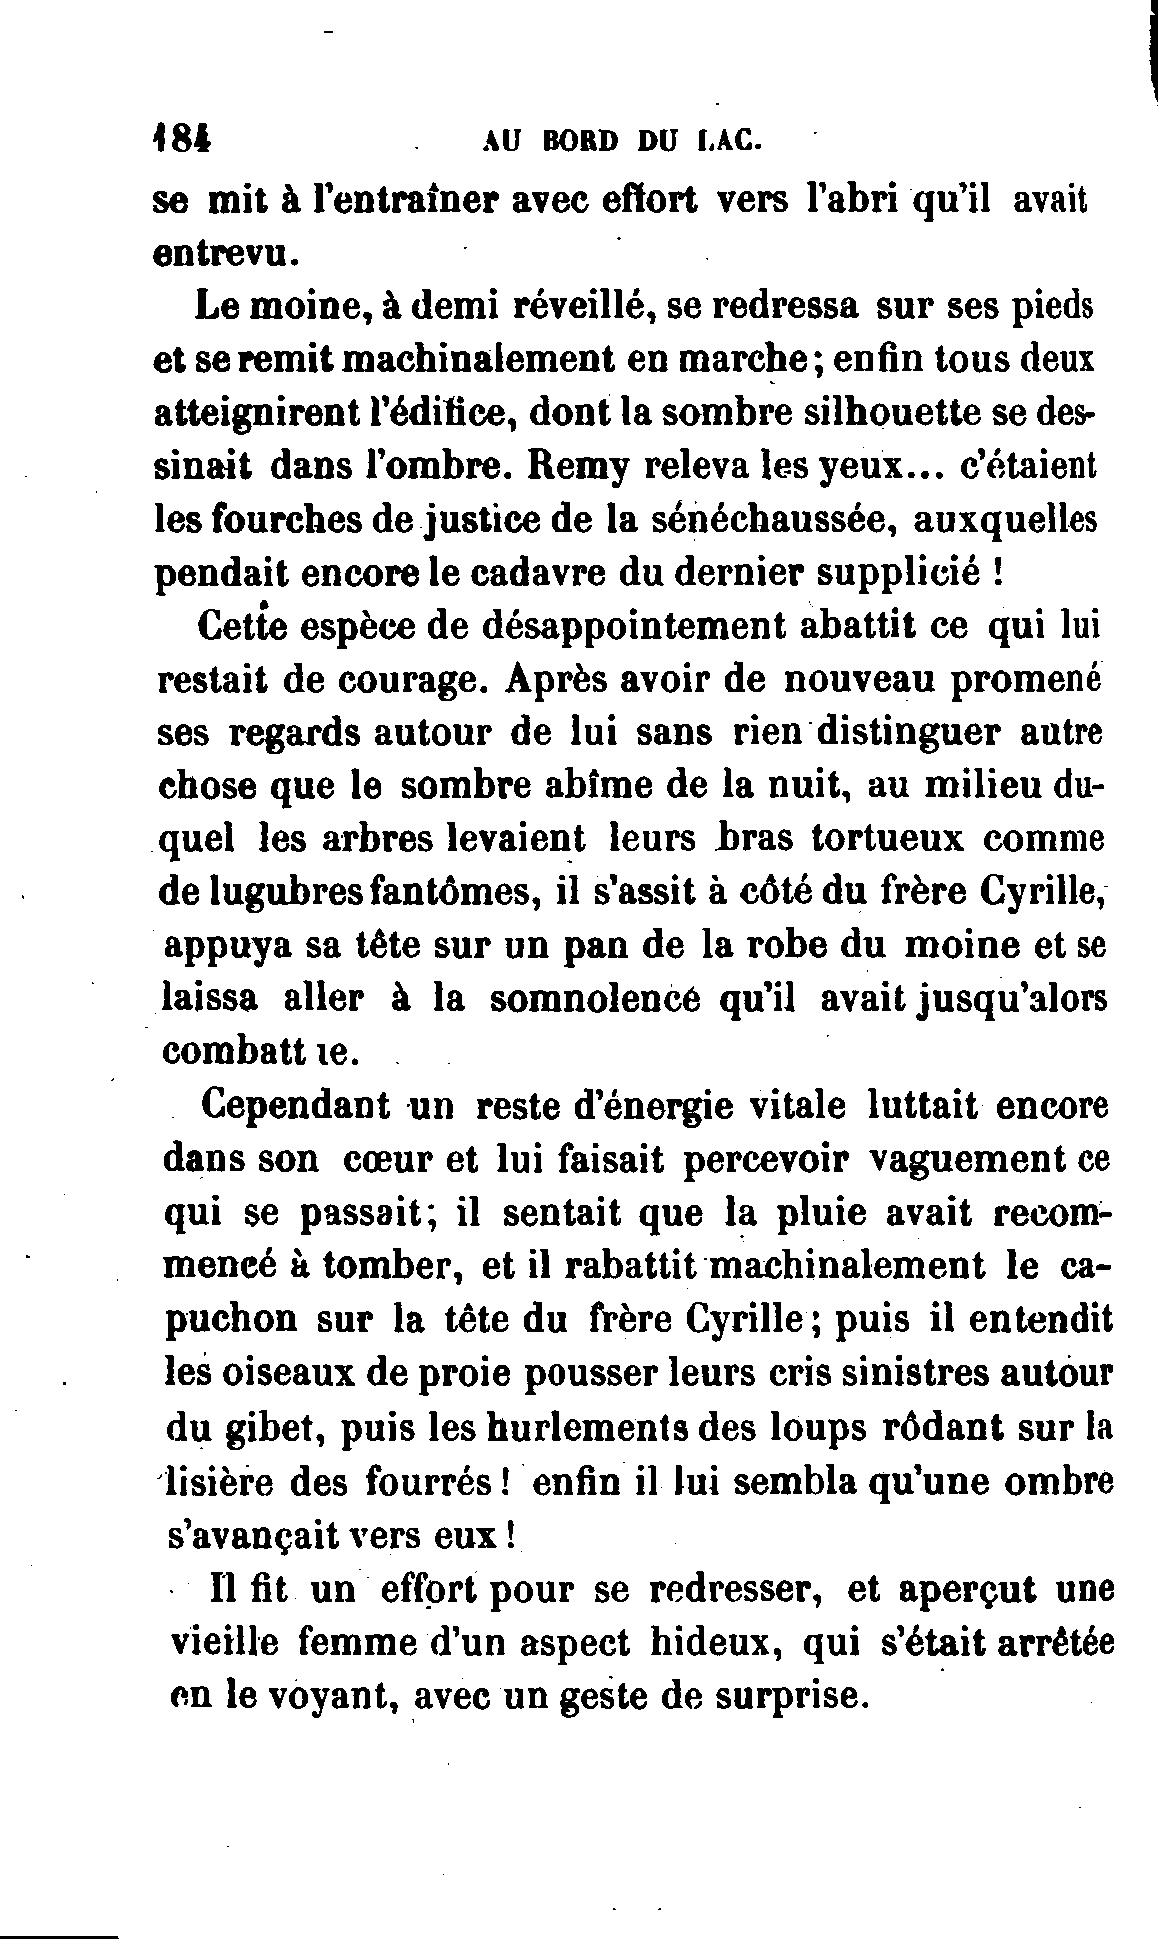 184 AU BORD DU LAC.
se mit à l'entraîner avec effort vers l'abri qu'il avait
entrevu.
Le moine, à demi réveillé, se redressa sur ses pieds
et se remit machinalement en marche; enfin tous deux
atteignirent l'édifice, dont la sombre silhouette se des-
sinait dans l'ombre. Remy releva les yeux... c'étaient
les fourches de justice de la sénéchaussée, auxquelles
pendait encore le cadavre du dernier supplicié !
Cette espèce de désappointement abattit ce qui lui
restait de courage. Après avoir de nouveau promené
ses regards autour de lui sans rien distinguer autre
chose que le sombre abîme de la nuit, au milieu du-
quel les arbres levaient leurs bras tortueux comme
de lugubres fantômes, il s'assit à côté du frère Cyrille,
appuya sa tête sur un pan de la robe du moine et se
laissa aller à la somnolence qu'il avait jusqu'alors
combattue.
Cependant un reste d'énergie vitale luttait encore
dans son cœur et lui faisait percevoir vaguement ce
qui se passait; il sentait que la pluie avait recom-
mencé à tomber, et il rabattit machinalement le ca-
puchon sur la tête du frère Cyrille; puis il entendit
les oiseaux de proie pousser leurs cris sinistres autour
du gibet, puis les hurlements des loups rôdant sur la
lisière des fourrés ! enfin il lui sembla qu'une ombre
s'avançait vers eux !
Il fit un effort pour se redresser, et aperçut une
vieille femme d'un aspect hideux, qui s'était arrêtée
en le voyant, avec un geste de surprise.